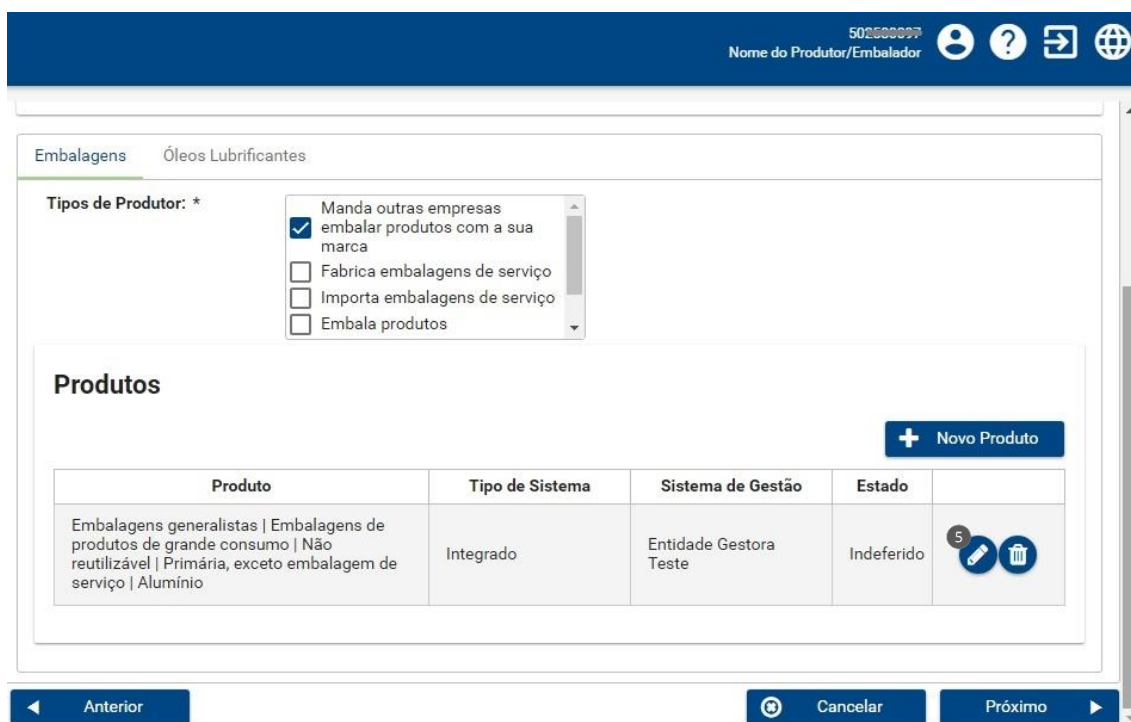 Nome do Produtor/Embalador
Embalagens Óleos Lubrificantes
Tipos de Produtor: *
Manda outras empresas
embalar produtos com a sua
marca
Fabrica embalagens de serviço
Importa embalagens de serviço
Embala produtos
Produtos
Novo Produto
Produto Tipo de Sistema Sistema de Gestão Estado
Embalagens generalistas | Embalagens de
produtos de grande consumo | Não
reutilizável | Primária, exceto embalagem de
serviço | Alumínio
Integrado
Entidade Gestora
Teste
Indeferido
5
Anterior Cancelar Próximo